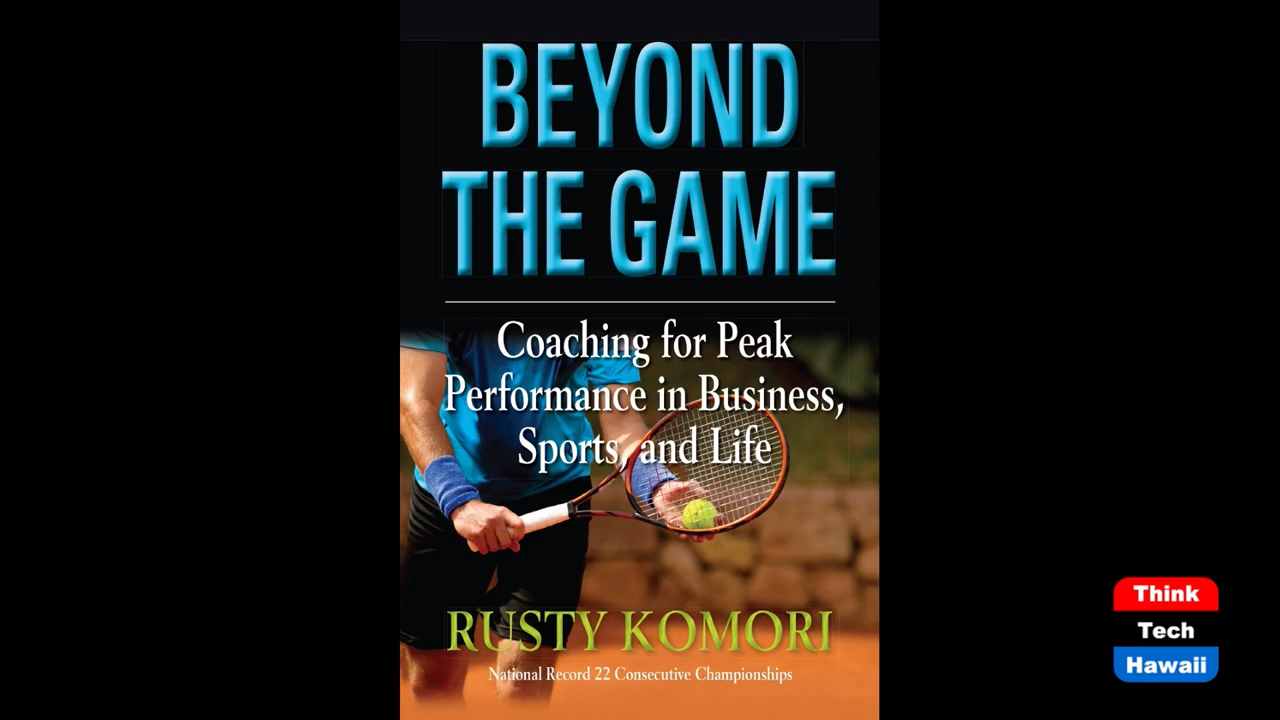 BEYOND
THE GAME
Coaching for Peak
Performance in Business,
Sports, and Life
RUSTY KOMORI
National Record 22 Consecutive Championships
Think
Tech
Hawaii